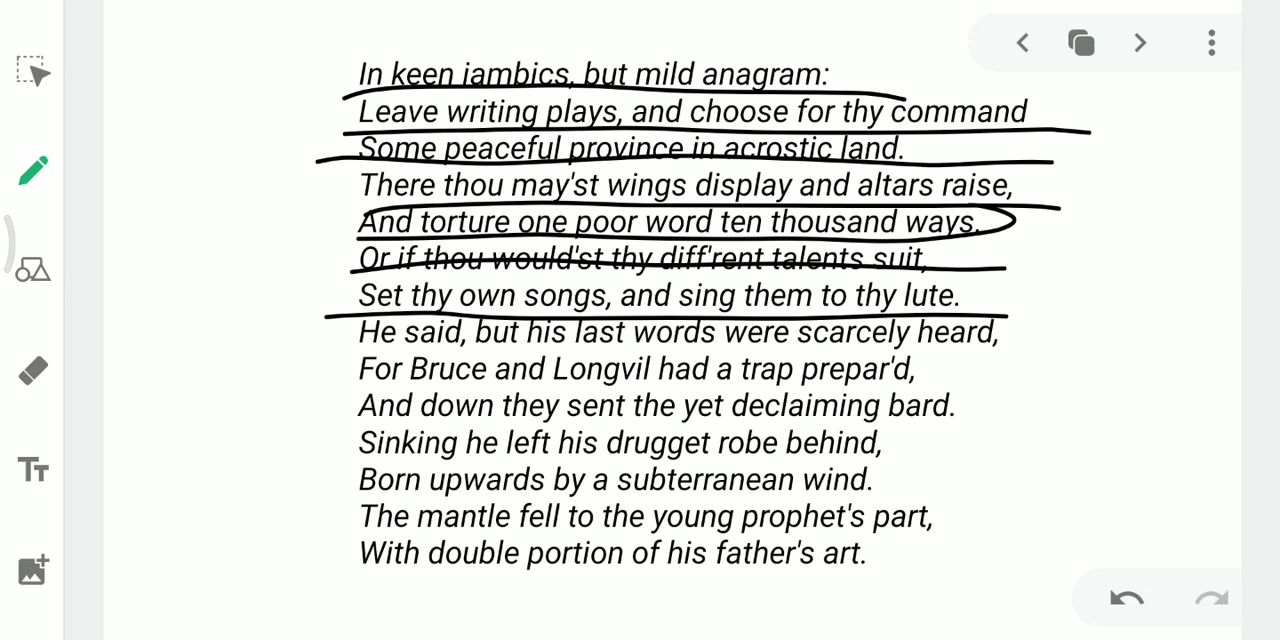 In keen iambics, but mild anagram:
Leave writing plays, and choose for thy command
Some peaceful province in acrostic land.
There thou may'st wings display and altars raise,
And torture one poor word ten thousand ways.
Or if thou would'st thy diff'rent talents suit,
Set thy own songs, and sing them to thy lute.
He said, but his last words were scarcely heard,
For Bruce and Longvil had a trap prepar'd,
And down they sent the yet declaiming bard.
Sinking he left his drugget robe behind,
Born upwards by a subterranean wind.
The mantle fell to the young prophet's part,
With double portion of his father's art.
TT